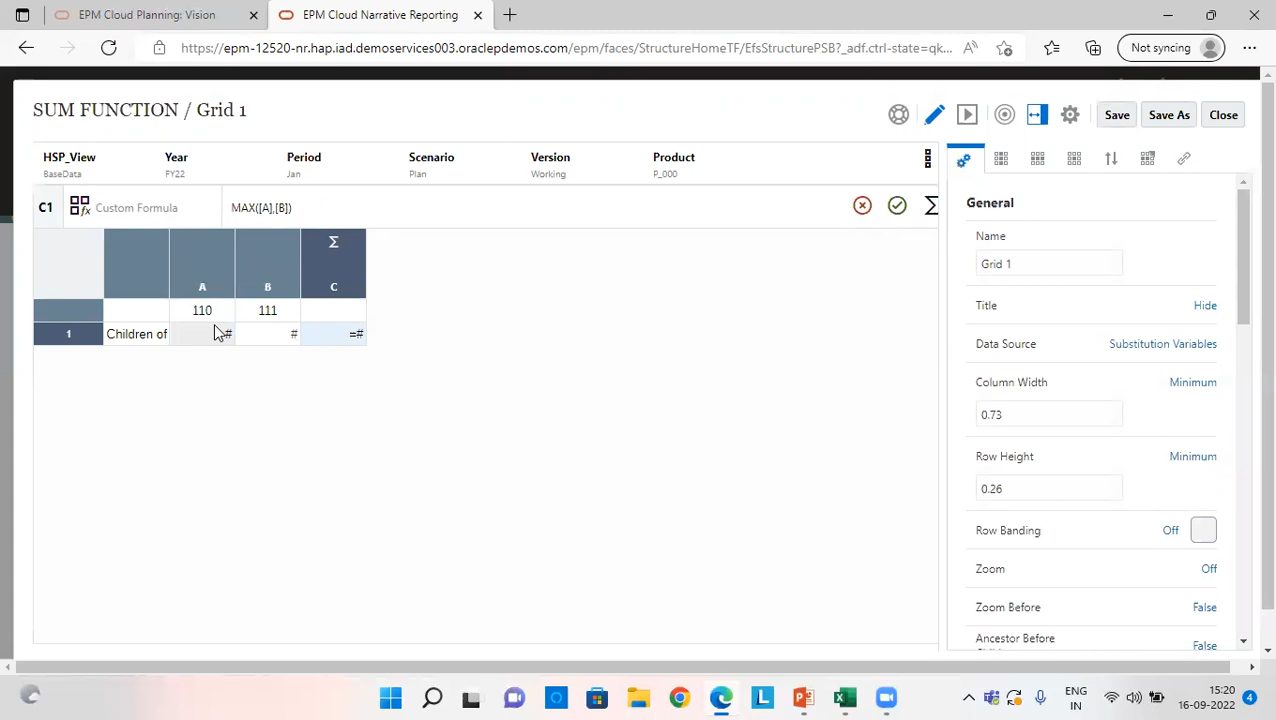 EPM Cloud Planning: Vision
EPM Cloud Narrative Reporting
https://epm-12520-nr.hap.iad.demoservices003.oraclepdemos.com/epm/faces/StructureHomeTF/EfsStructurePSB?_adf.ctrl-state=qk...
Not syncing
SUM FUNCTION / Grid 1
Save
Save As
Close
HSP_View
Year
Period
Scenario
Version
Product
BaseData
FY22
Jan
Plan
Working
P_000
C1
fx
Custom Formula
MAX([A],[B])
Σ
Σ
A
B
C
110
111
1
Children of
#
#
=#
General
Name
Grid 1
Title
Hide
Data Source
Substitution Variables
Column Width
Minimum
0.73
Row Height
Minimum
0.26
Row Banding
Off
Zoom
Off
Zoom Before
False
Ancestor Before
False
L
ENG
IN
15:20
16-09-2022
4